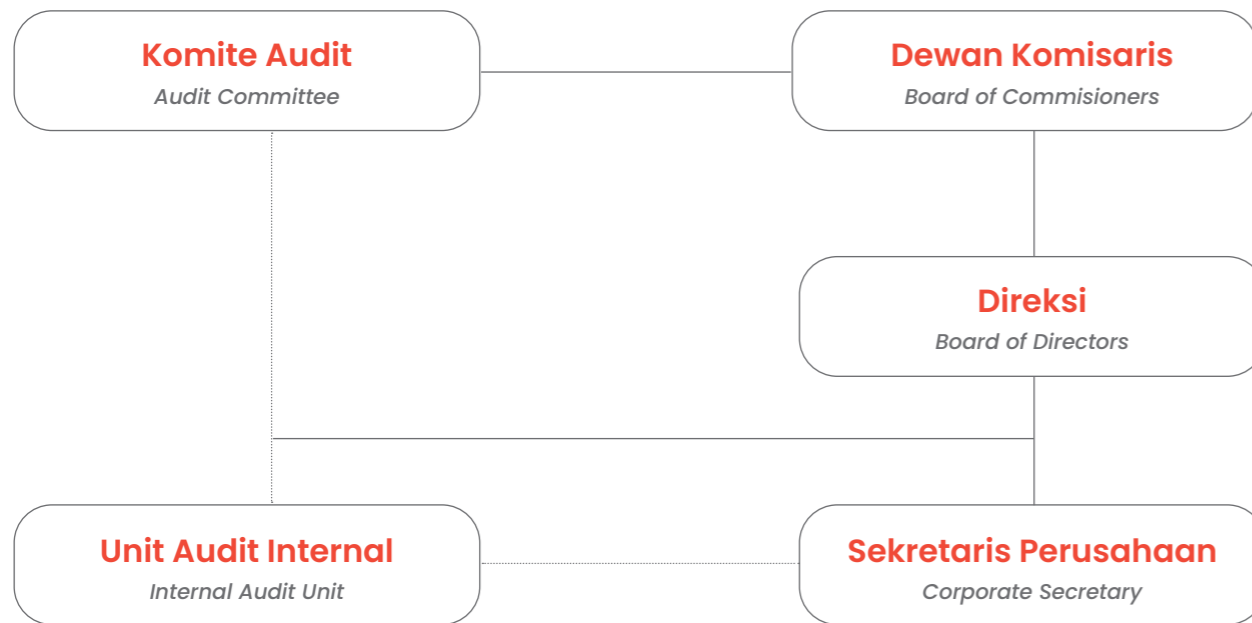 Komite Audit
Audit Committee
Dewan Komisaris
Board of Commisioners
Direksi
Board of Directors
Unit Audit Internal
Internal Audit Unit
Sekretaris Perusahaan
Corporate Secretary